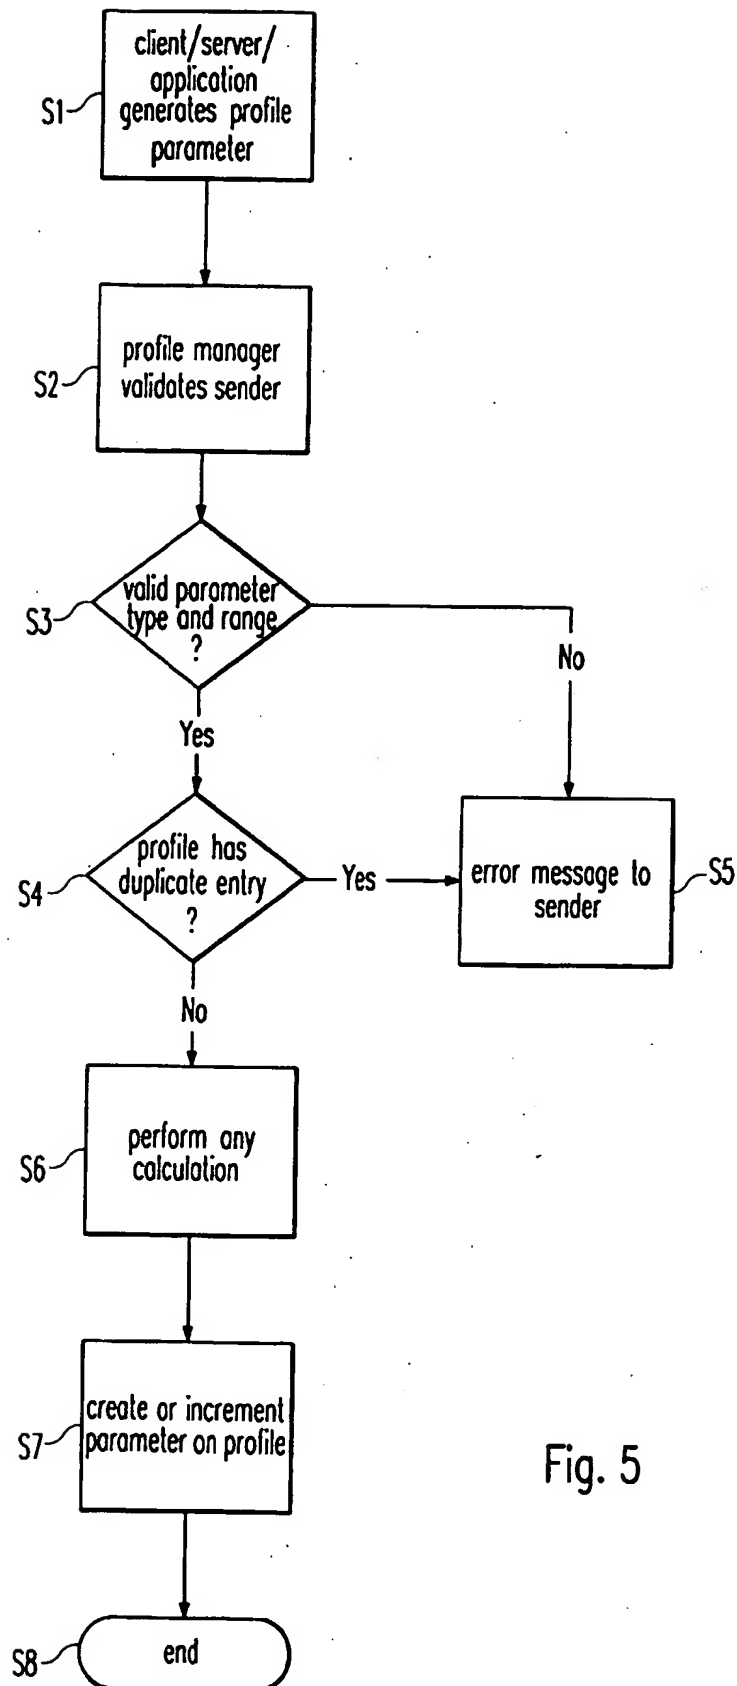 client/server/
application
generates profile
parameter
S1
profile manager
validates sender
S2
valid parameter
type and range
?
S3
No
Yes
profile has
duplicate entry
?
S4
Yes
error message to
sender
S5
No
perform any
calculation
S6
create or increment
parameter on profile
S7
Fig. 5
end
S8